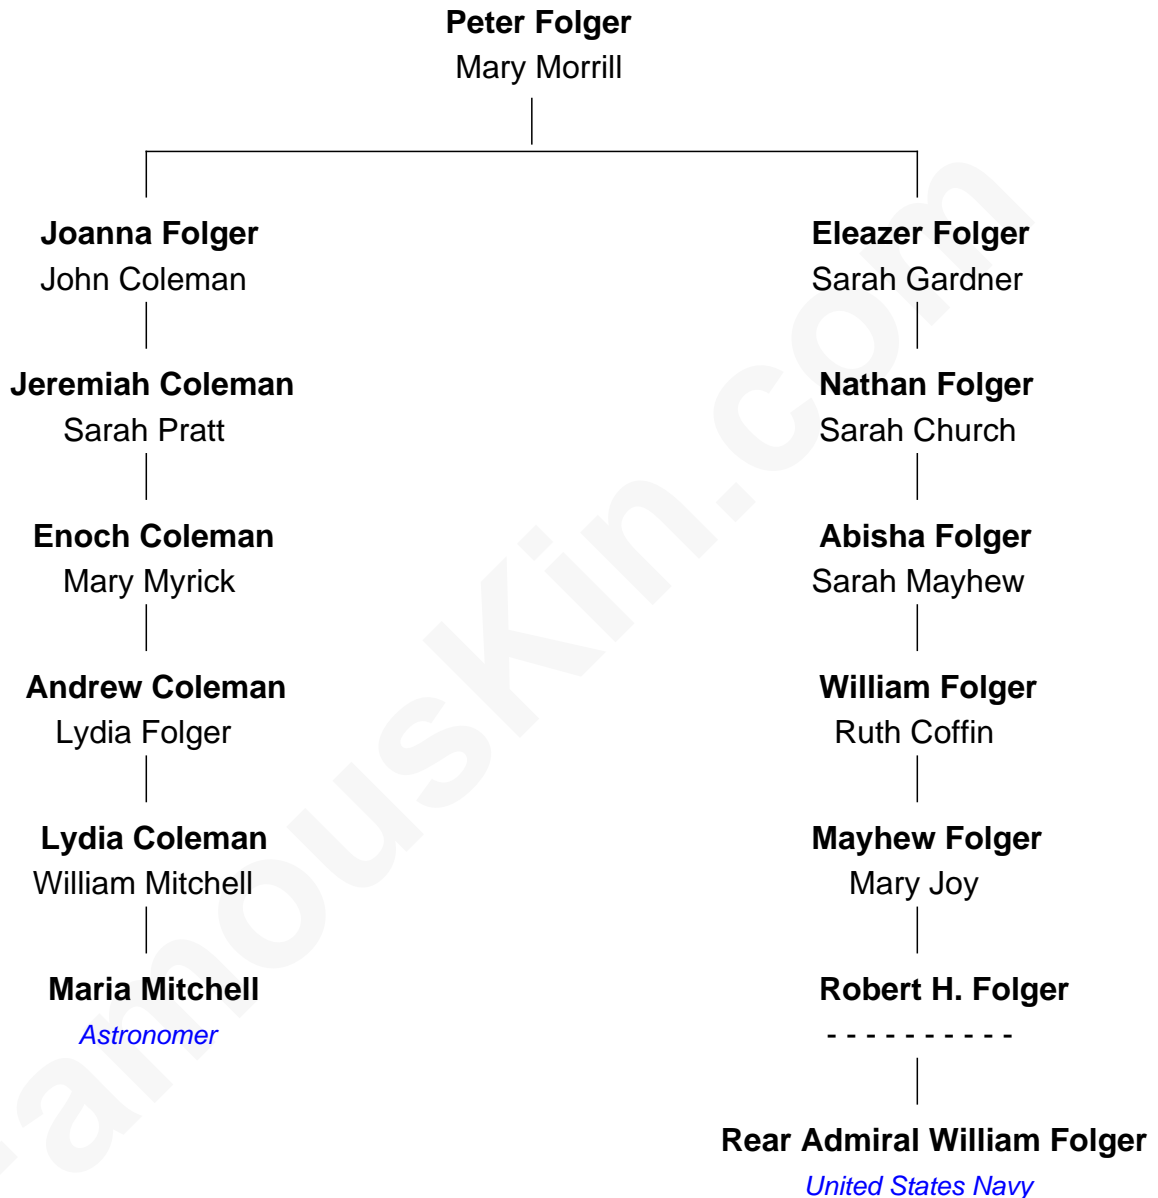 Peter Folger
Mary Morrill
Joanna Folger
John Coleman
Eleazer Folger
Sarah Gardner
Jeremiah Coleman
Sarah Pratt
Nathan Folger
Sarah Church
Enoch Coleman
Mary Myrick
Abisha Folger
Sarah Mayhew
Andrew Coleman
Lydia Folger
William Folger
Ruth Coffin
Lydia Coleman
William Mitchell
Mayhew Folger
Mary Joy
Maria Mitchell
Astronomer
Robert H. Folger
- - - - - - - - - -
Rear Admiral William Folger
United States Navy
FamousKin.com